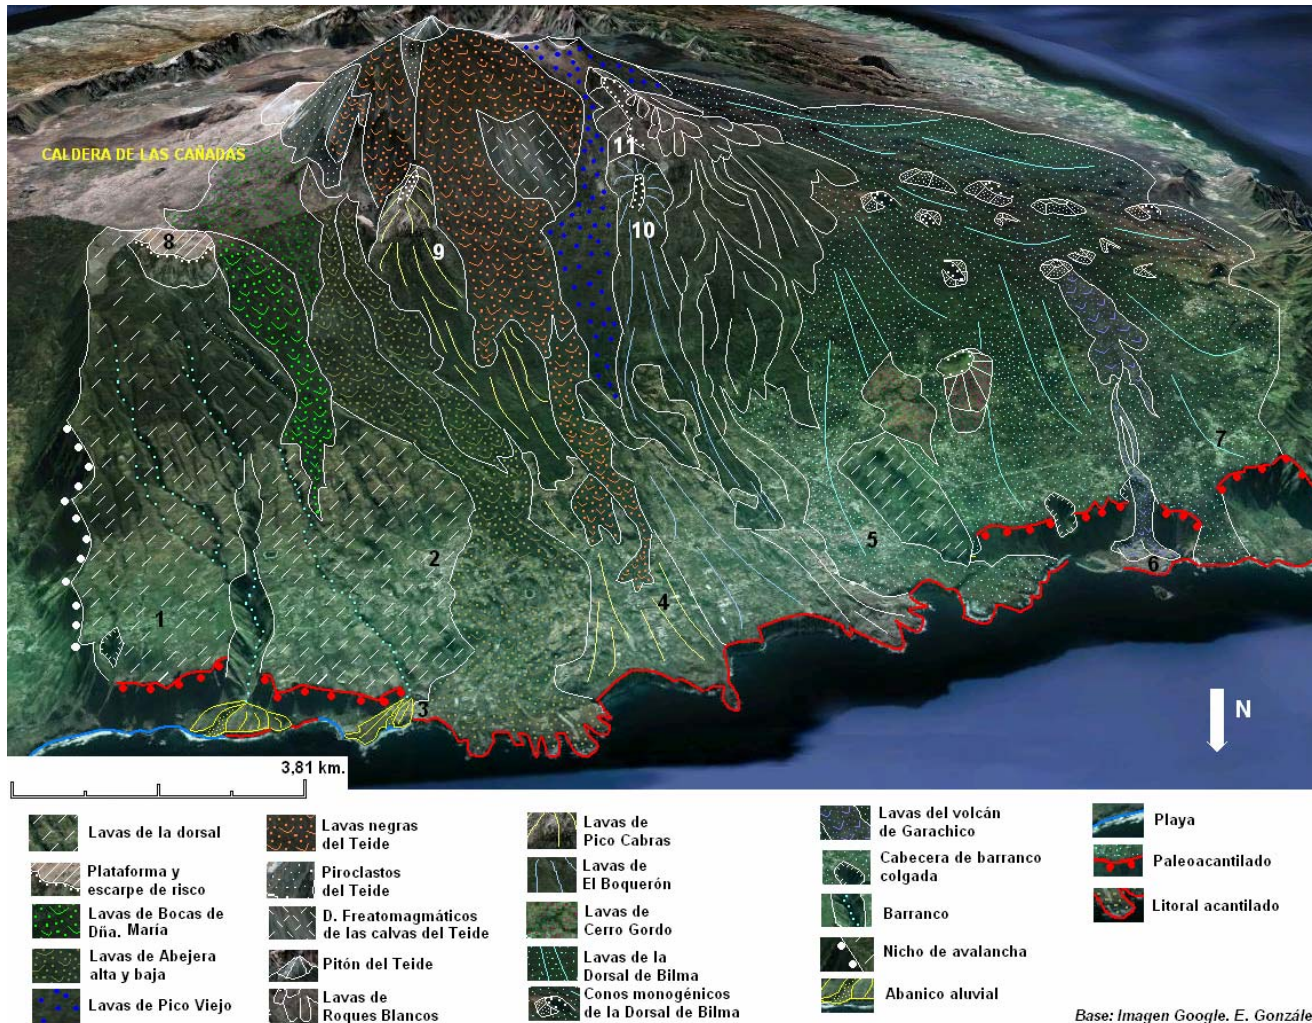 CALDERA DE LAS CAÑADAS
8
9
11
10
1
2
3
4
5
6
7
N
3,81 km.
Lavas de la dorsal
Plataforma y
escarpe de risco
Lavas de Bocas de
Dña. María
Lavas de Abejera
alta y baja
Lavas de Pico Viejo
Lavas negras
del Teide
Piroclastos
del Teide
D. Freatomagmáticos
de las calvas del Teide
Pitón del Teide
Lavas de
Roques Blancos
Lavas de
Pico Cabras
Lavas de
El Boquerón
Lavas de
Cerro Gordo
Lavas de la
Dorsal de Bilma
Conos monogénicos
de la Dorsal de Bilma
Lavas del volcán
de Garachico
Cabecera de barranco
colgada
Barranco
Nicho de avalancha
Abanico aluvial
Playa
Paleoacantilado
Litoral acantilado
Base: Imagen Google. E. Gonzále